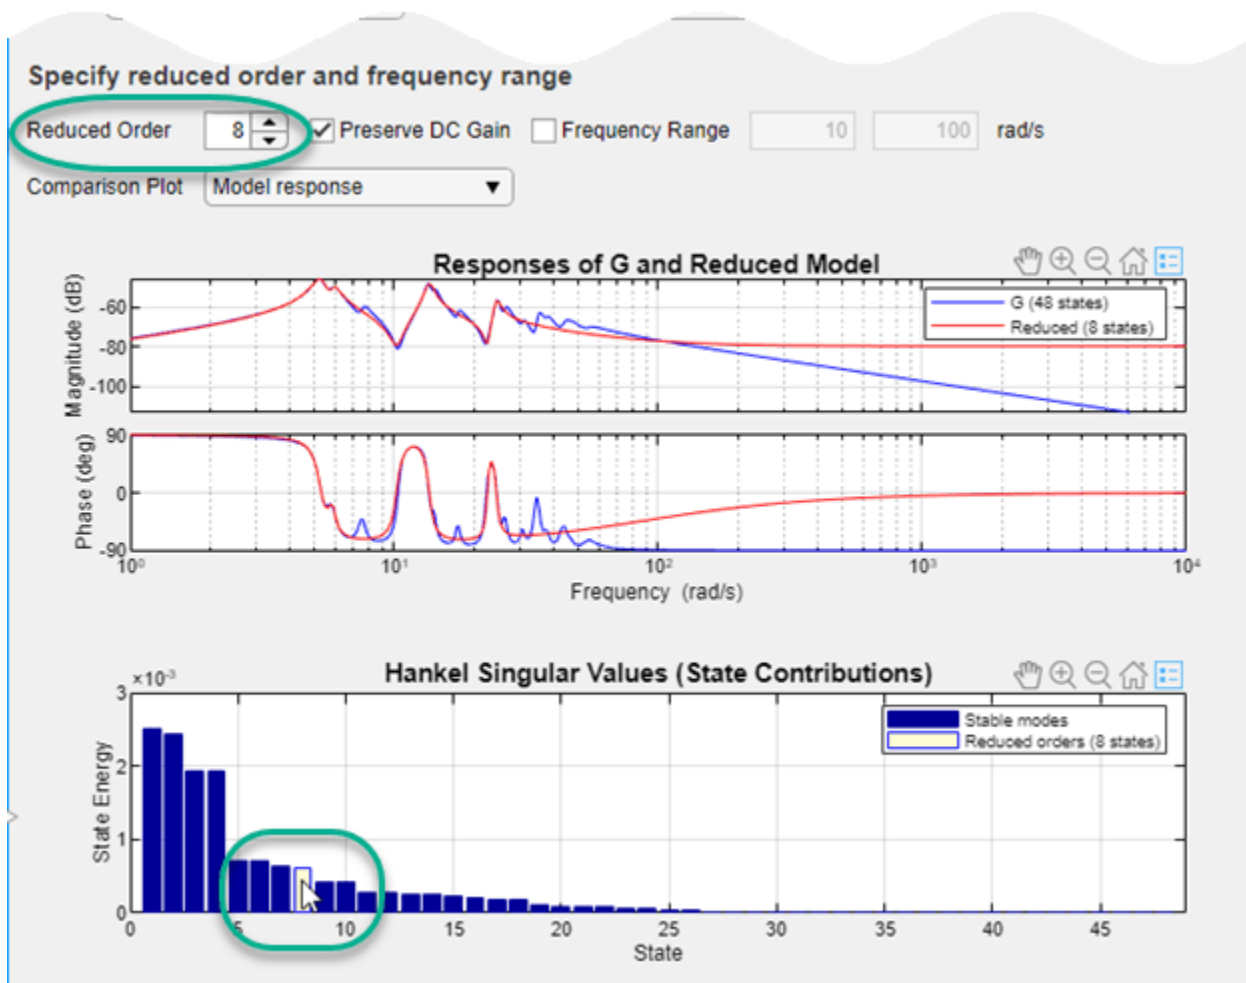 Specify reduced order and frequency range
Reduced Order 8 Preserve DC Gain Frequency Range 10 100 rad/s
Comparison Plot Model response
Responses of G and Reduced Model
Magnitude (dB)
-60
-80
-100
G (48 states)
Reduced (8 states)
Phase (deg)
90
0
-90
10⁰ 10¹ 10² 10³ 10⁴
Frequency (rad/s)
Hankel Singular Values (State Contributions)
×10⁻³
State Energy
3
2
1
0
Stable modes
Reduced orders (8 states)
0 5 10 15 20 25 30 35 40 45
State